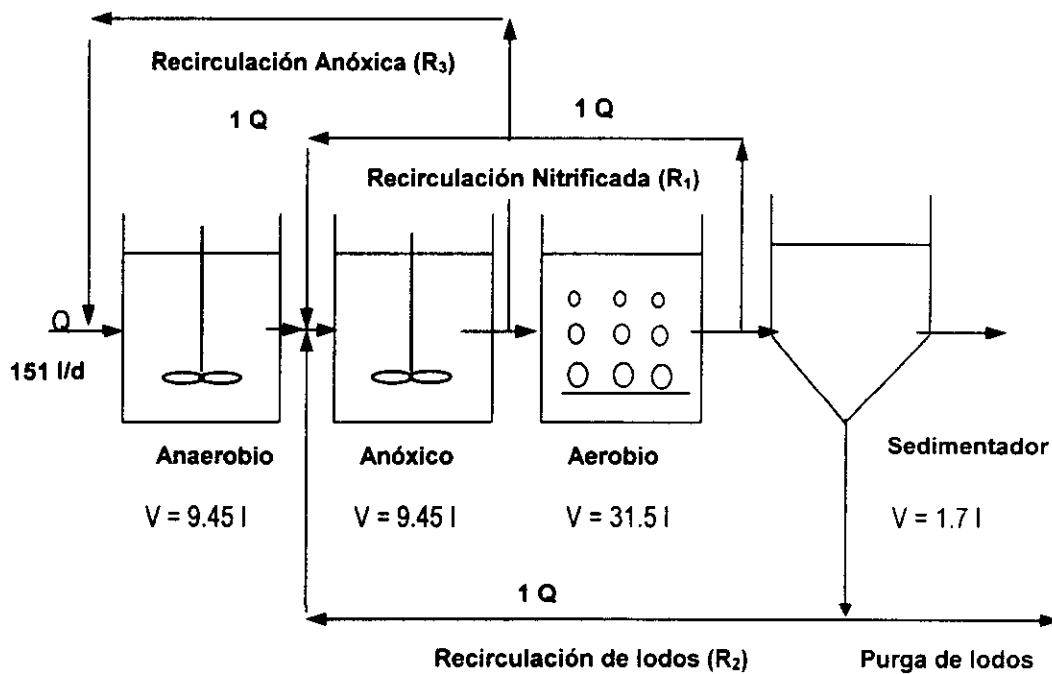 Recirculación Anóxica (R₃)
1 Q
1 Q
Recirculación Nitrificada (R₁)
Q
151 l/d
Anaerobio
Anóxico
Aerobio
Sedimentador
V = 9.45 l
V = 9.45 l
V = 31.5 l
V = 1.7 l
1 Q
Recirculación de lodos (R₂)
Purga de lodos